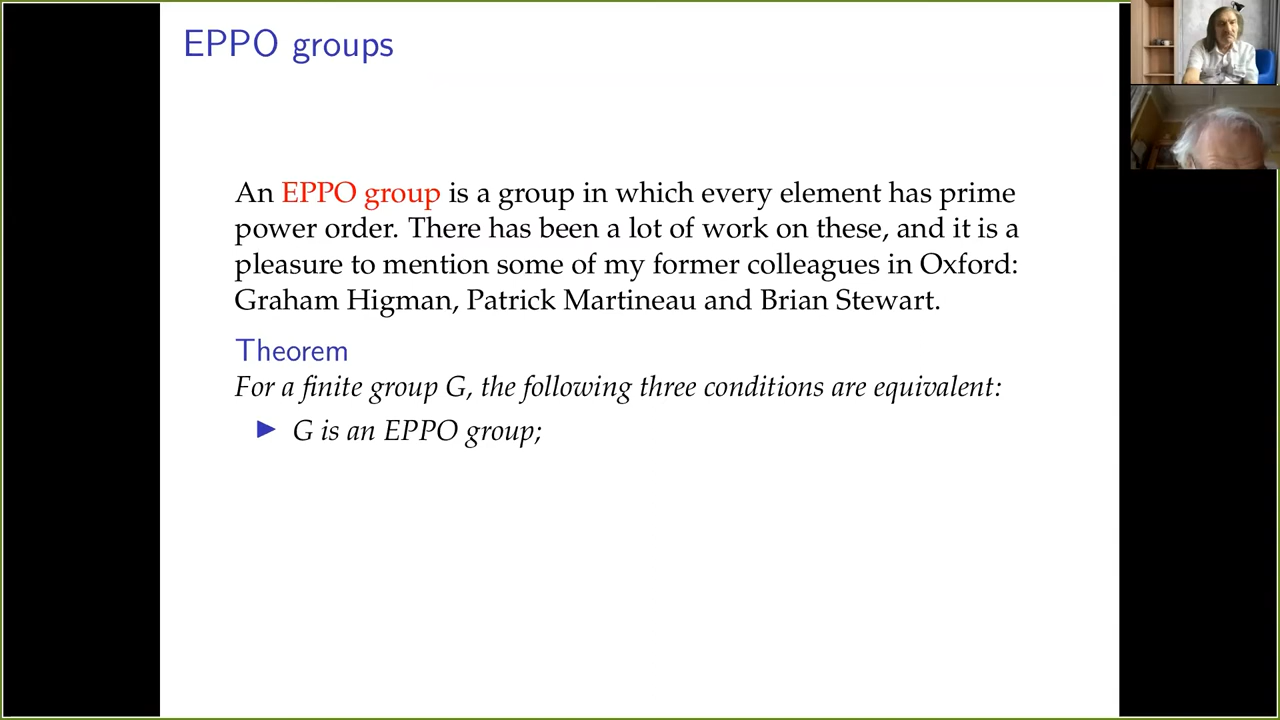 EPPO groups
An EPPO group is a group in which every element has prime
power order. There has been a lot of work on these, and it is a
pleasure to mention some of my former colleagues in Oxford:
Graham Higman, Patrick Martineau and Brian Stewart.
Theorem
For a finite group G, the following three conditions are equivalent:
G is an EPPO group;